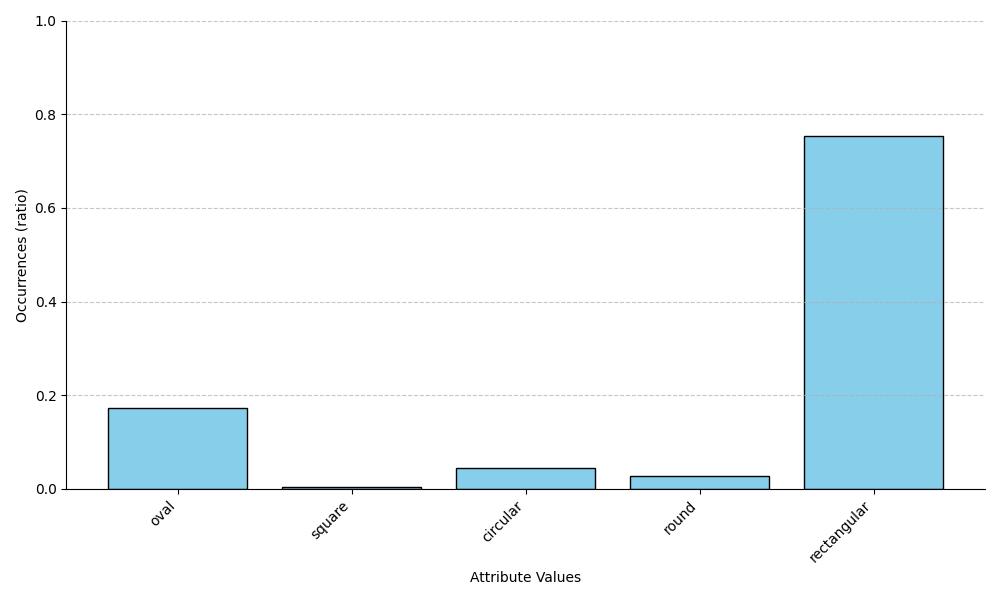 1.0
0.8
0.6
0.4
0.2
0.0
Occurrences (ratio)
oval
square
circular
round
rectangular
Attribute Values